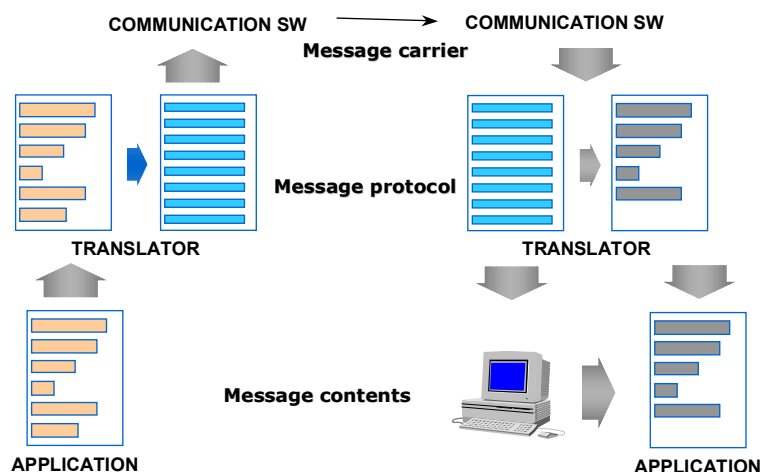 COMMUNICATION SW
COMMUNICATION SW
Message carrier
Message protocol
TRANSLATOR
TRANSLATOR
Message contents
APPLICATION
APPLICATION